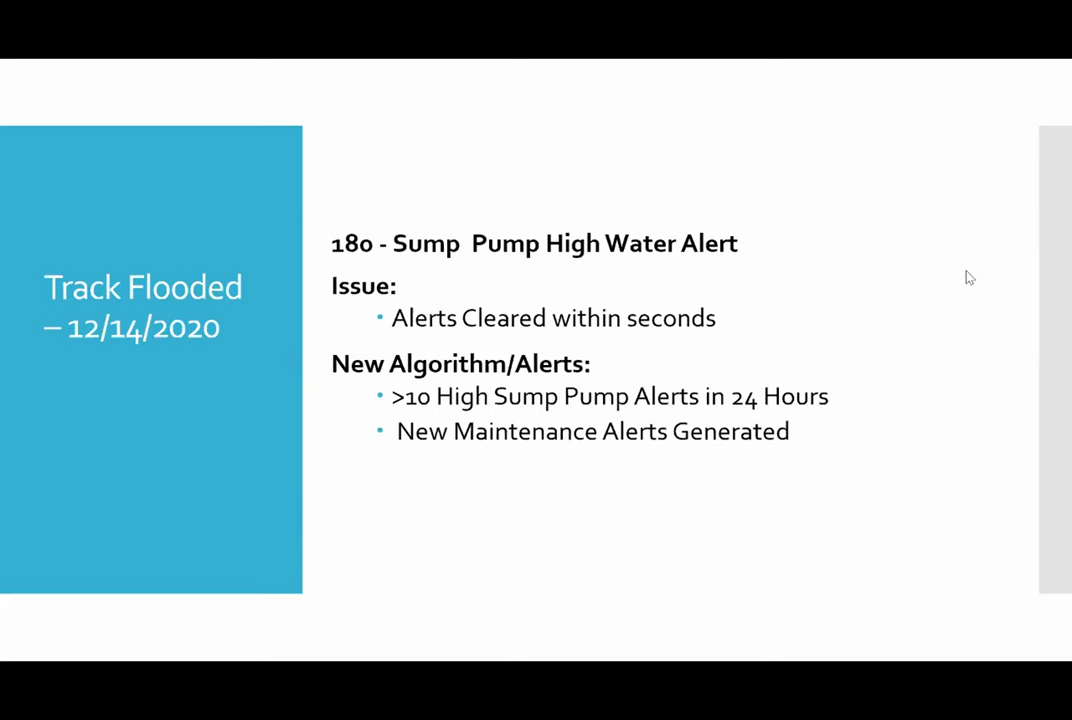 Track Flooded
– 12/14/2020
180 - Sump Pump High Water Alert
Issue:
• Alerts Cleared within seconds
New Algorithm/Alerts:
• >10 High Sump Pump Alerts in 24 Hours
• New Maintenance Alerts Generated